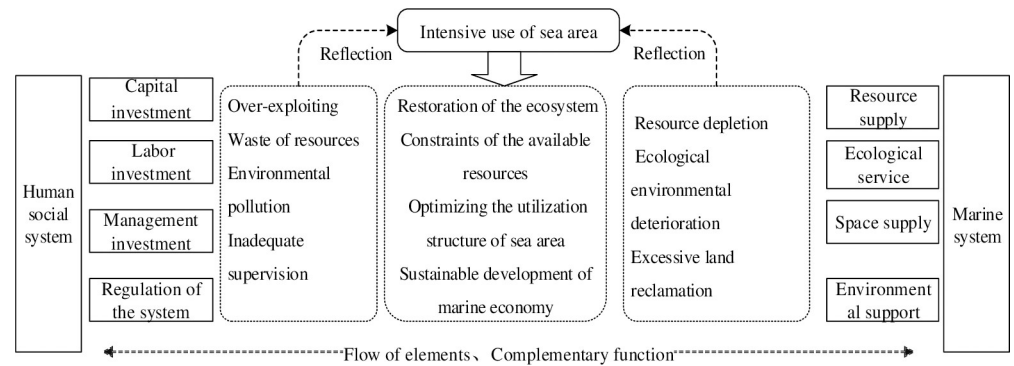 Intensive use of sea area
Reflection
Reflection
Human
social
system
Capital
investment
Labor
investment
Management
investment
Regulation of
the system
Over-exploiting
Waste of resources
Environmental
pollution
Inadequate
supervision
Restoration of the ecosystem
Constraints of the available
resources
Optimizing the utilization
structure of sea area
Sustainable development of
marine economy
Resource depletion
Ecological
environmental
deterioration
Excessive land
reclamation
Resource
supply
Ecological
service
Space supply
Environment
al support
Marine
system
Flow of elements、Complementary function